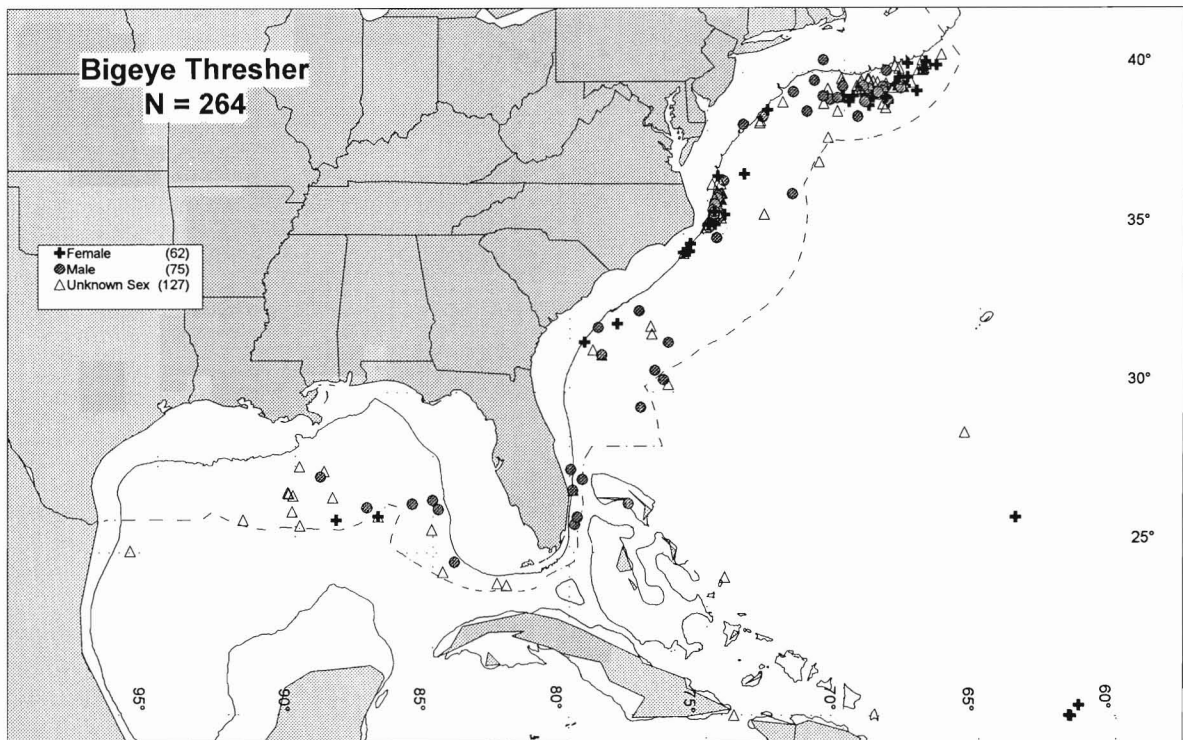 Bigeye Thresher
N = 264
Female (62)
Male (75)
Unknown Sex (127)
40°
35°
30°
25°
95°
90°
85°
80°
75°
70°
65°
60°